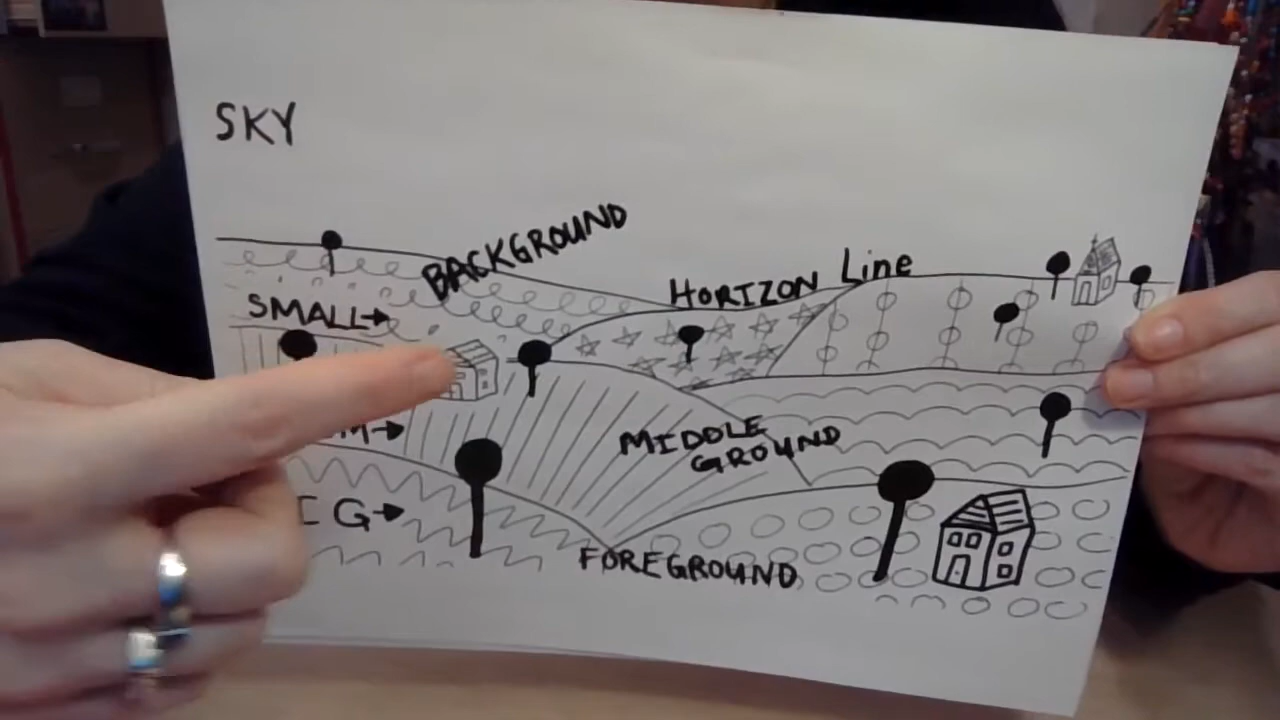 SKY
BACKGROUND
HORIZON Line
SMALL
MIDDLE
GROUND
FOREGROUND